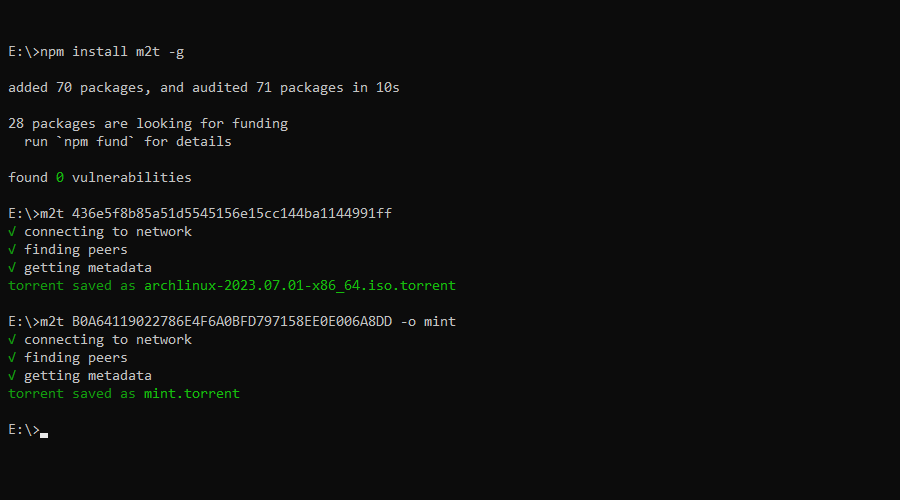 E:\>npm install m2t -g
added 70 packages, and audited 71 packages in 10s
28 packages are looking for funding
  run `npm fund` for details
found 0 vulnerabilities
E:\>m2t 436e5f8b85a51d5545156e15cc144ba1144991ff
√ connecting to network
√ finding peers
√ getting metadata
torrent saved as archlinux-2023.07.01-x86_64.iso.torrent
E:\>m2t B0A64119022786E4F6A0BFD797158EE0E006A8DD -o mint
√ connecting to network
√ finding peers
√ getting metadata
torrent saved as mint.torrent
E:\>